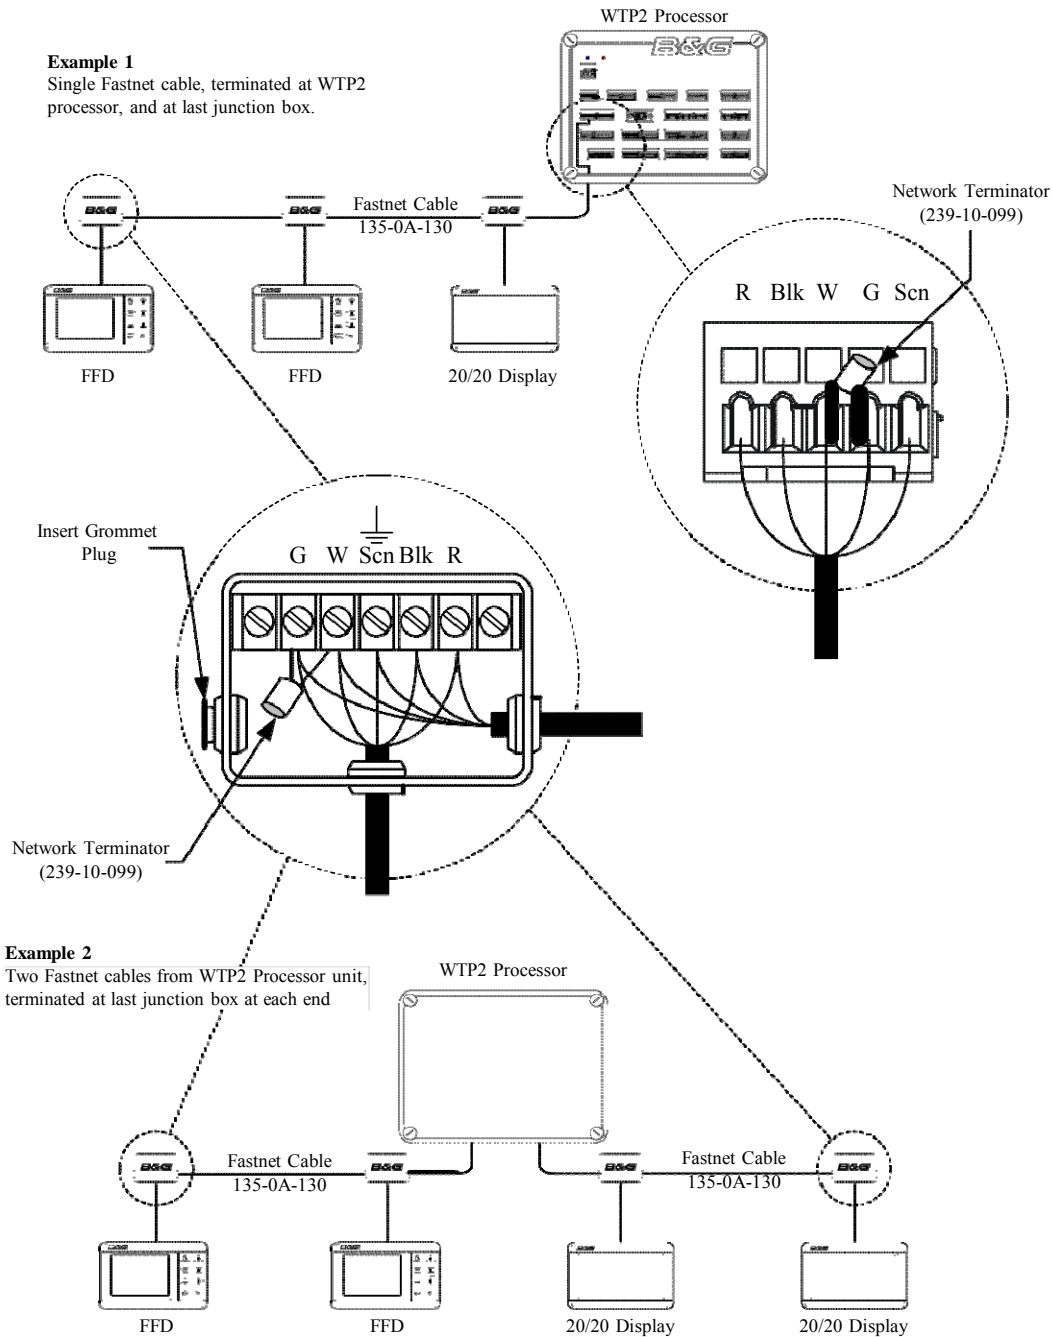 WTP2 Processor
B&G
Example 1
Single Fastnet cable, terminated at WTP2
processor, and at last junction box.
Network Terminator
(239-10-099)
B&G
B&G
Fastnet Cable
135-0A-130
B&G
R Blk W G Scn
FFD
FFD
20/20 Display
Insert Grommet
Plug
G W Scn Blk R
Network Terminator
(239-10-099)
Example 2
Two Fastnet cables from WTP2 Processor unit,
terminated at last junction box at each end
WTP2 Processor
B&G
Fastnet Cable
135-0A-130
B&G
B&G
Fastnet Cable
135-0A-130
B&G
FFD
FFD
20/20 Display
20/20 Display